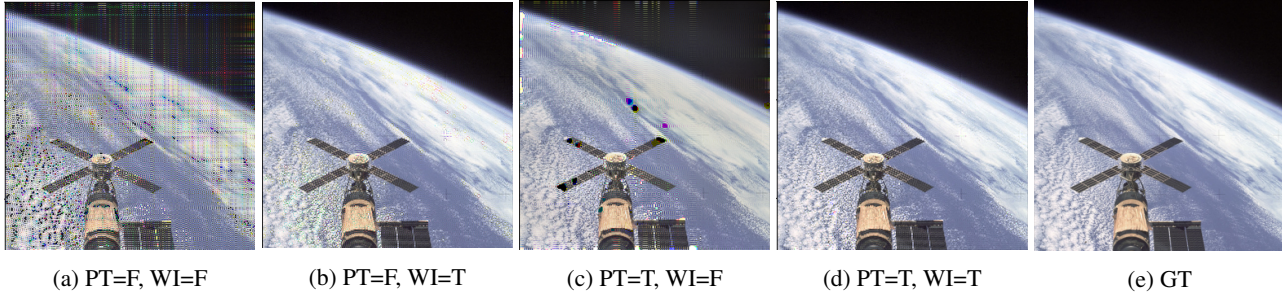 (a) PT=F, WI=F
(b) PT=F, WI=T
(c) PT=T, WI=F
(d) PT=T, WI=T
(e) GT